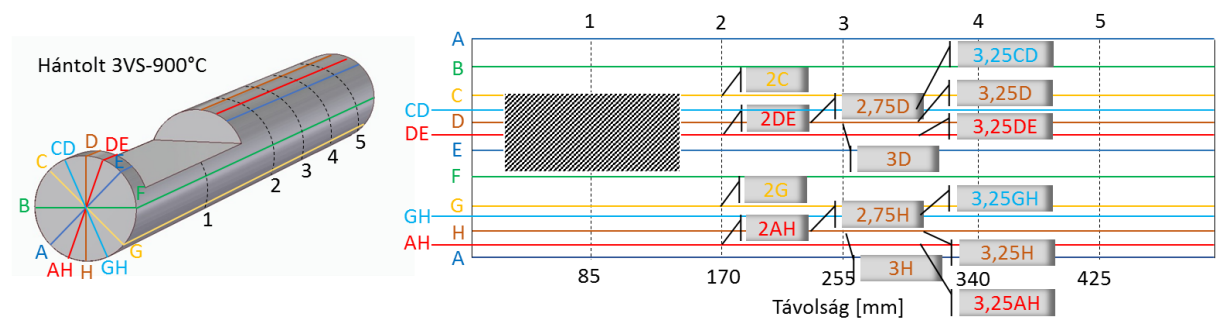 Hántolt 3VS-900°C
D
CD
DE
C
E
F
B
A
G
AH
H
GH
1
2
3
4
5
1
2
3
4
5
A
B
C
CD
D
DE
E
F
G
GH
H
AH
A
2C
2DE
2,75D
3D
3,25CD
3,25D
3,25DE
2G
2AH
2,75H
3H
3,25GH
3,25H
3,25AH
85
170
255
340
425
Távolság [mm]